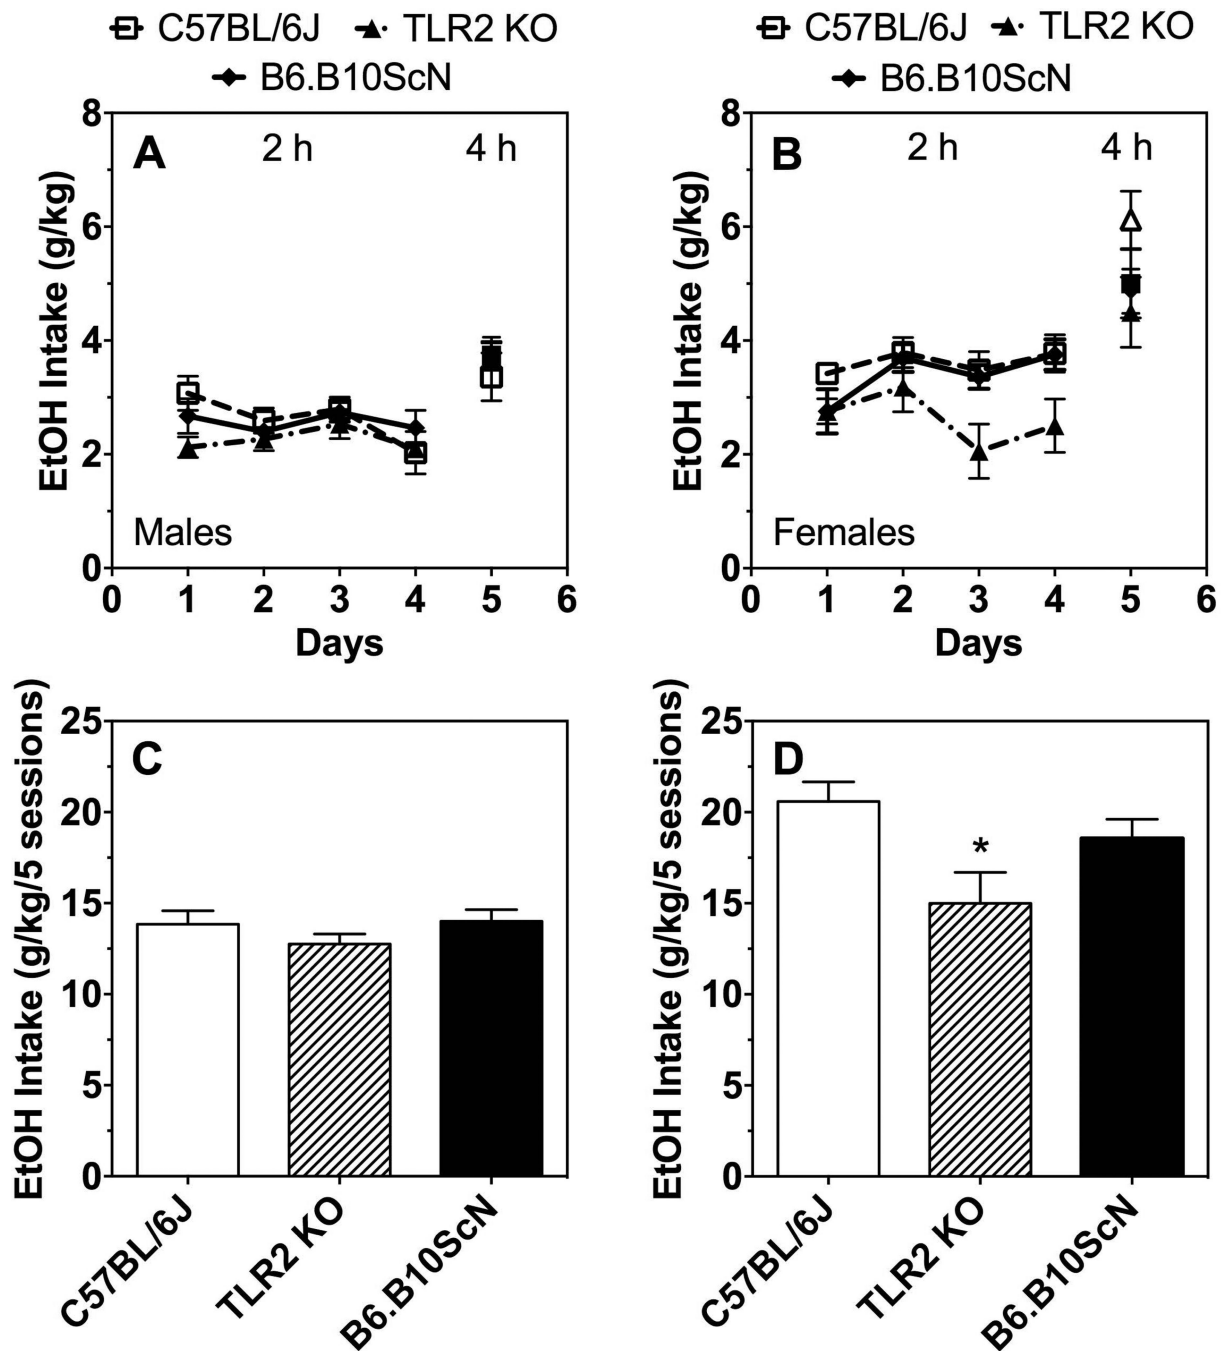 C57BL/6J TLR2 KO
B6.B10ScN
C57BL/6J TLR2 KO
B6.B10ScN
A
2 h
4 h
EtOH Intake (g/kg)
8
6
4
2
0
Males
0 1 2 3 4 5 6
Days
B
2 h
4 h
EtOH Intake (g/kg)
8
6
4
2
0
Females
0 1 2 3 4 5 6
Days
C
EtOH Intake (g/kg/5 sessions)
25
20
15
10
5
0
C57BL/6J
TLR2 KO
B6.B10ScN
D
*
EtOH Intake (g/kg/5 sessions)
25
20
15
10
5
0
C57BL/6J
TLR2 KO
B6.B10ScN